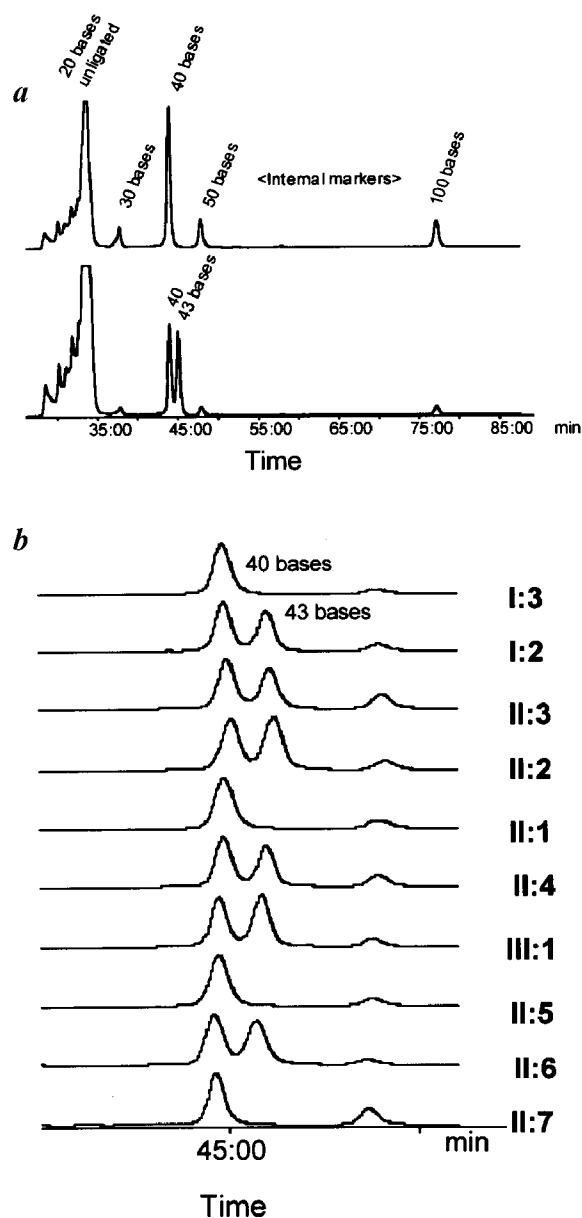 a
20 bases
unligated
30 bases
40 bases
50 bases
<Internal markers>
100 bases
40
43 bases
35:00 45:00 55:00 65:00 75:00 85:00 min
Time
b
40 bases
I:3
43 bases
I:2
II:3
II:2
II:1
II:4
III:1
II:5
II:6
II:7
45:00
min
Time